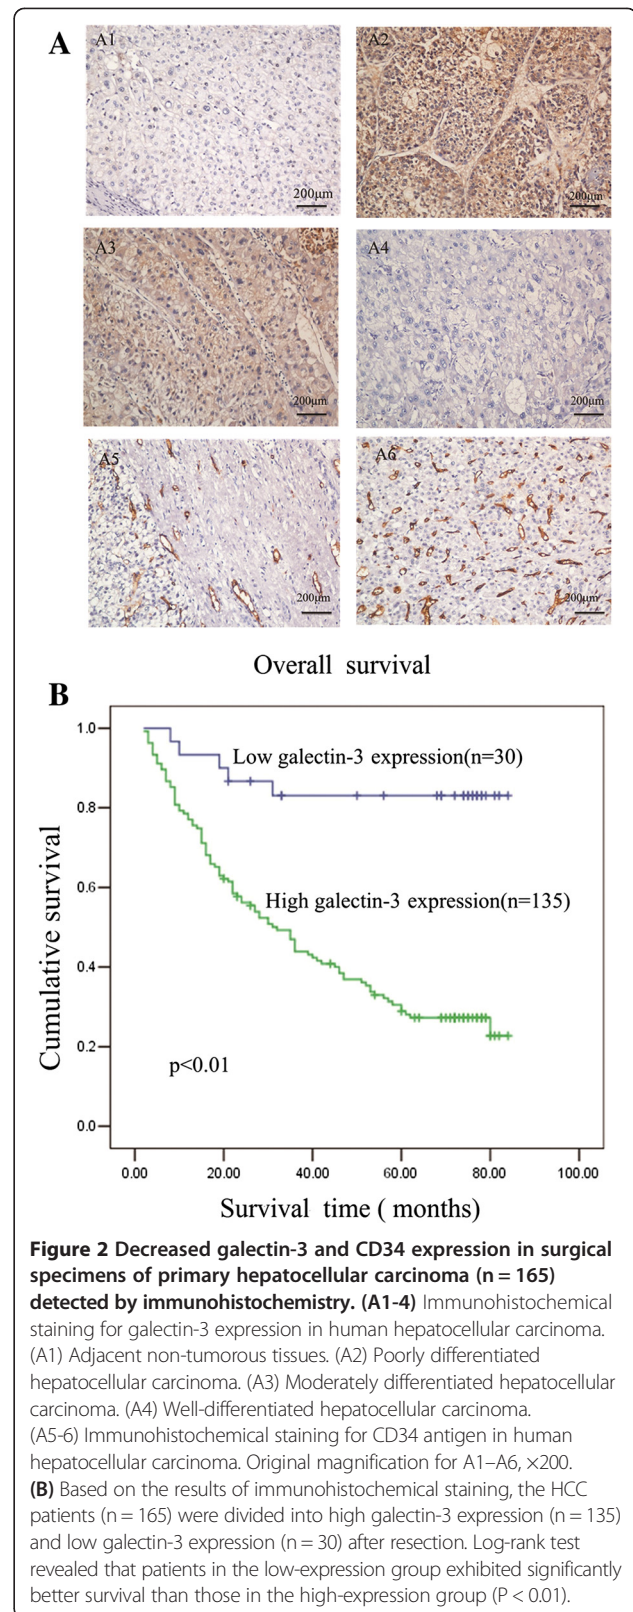 A
A1
200μm
A2
200μm
A3
200μm
A4
200μm
A5
200μm
A6
200μm
Overall survival
B
1.0
0.8
0.6
0.4
0.2
0.0
Cumulative survival
Low galectin-3 expression(n=30)
High galectin-3 expression(n=135)
p<0.01
0.00 20.00 40.00 60.00 80.00 100.00
Survival time ( months)
Figure 2 Decreased galectin-3 and CD34 expression in surgical
specimens of primary hepatocellular carcinoma (n = 165)
detected by immunohistochemistry. (A1-4) Immunohistochemical
staining for galectin-3 expression in human hepatocellular carcinoma.
(A1) Adjacent non-tumorous tissues. (A2) Poorly differentiated
hepatocellular carcinoma. (A3) Moderately differentiated hepatocellular
carcinoma. (A4) Well-differentiated hepatocellular carcinoma.
(A5-6) Immunohistochemical staining for CD34 antigen in human
hepatocellular carcinoma. Original magnification for A1–A6, ×200.
(B) Based on the results of immunohistochemical staining, the HCC
patients (n = 165) were divided into high galectin-3 expression (n = 135)
and low galectin-3 expression (n = 30) after resection. Log-rank test
revealed that patients in the low-expression group exhibited significantly
better survival than those in the high-expression group (P < 0.01).